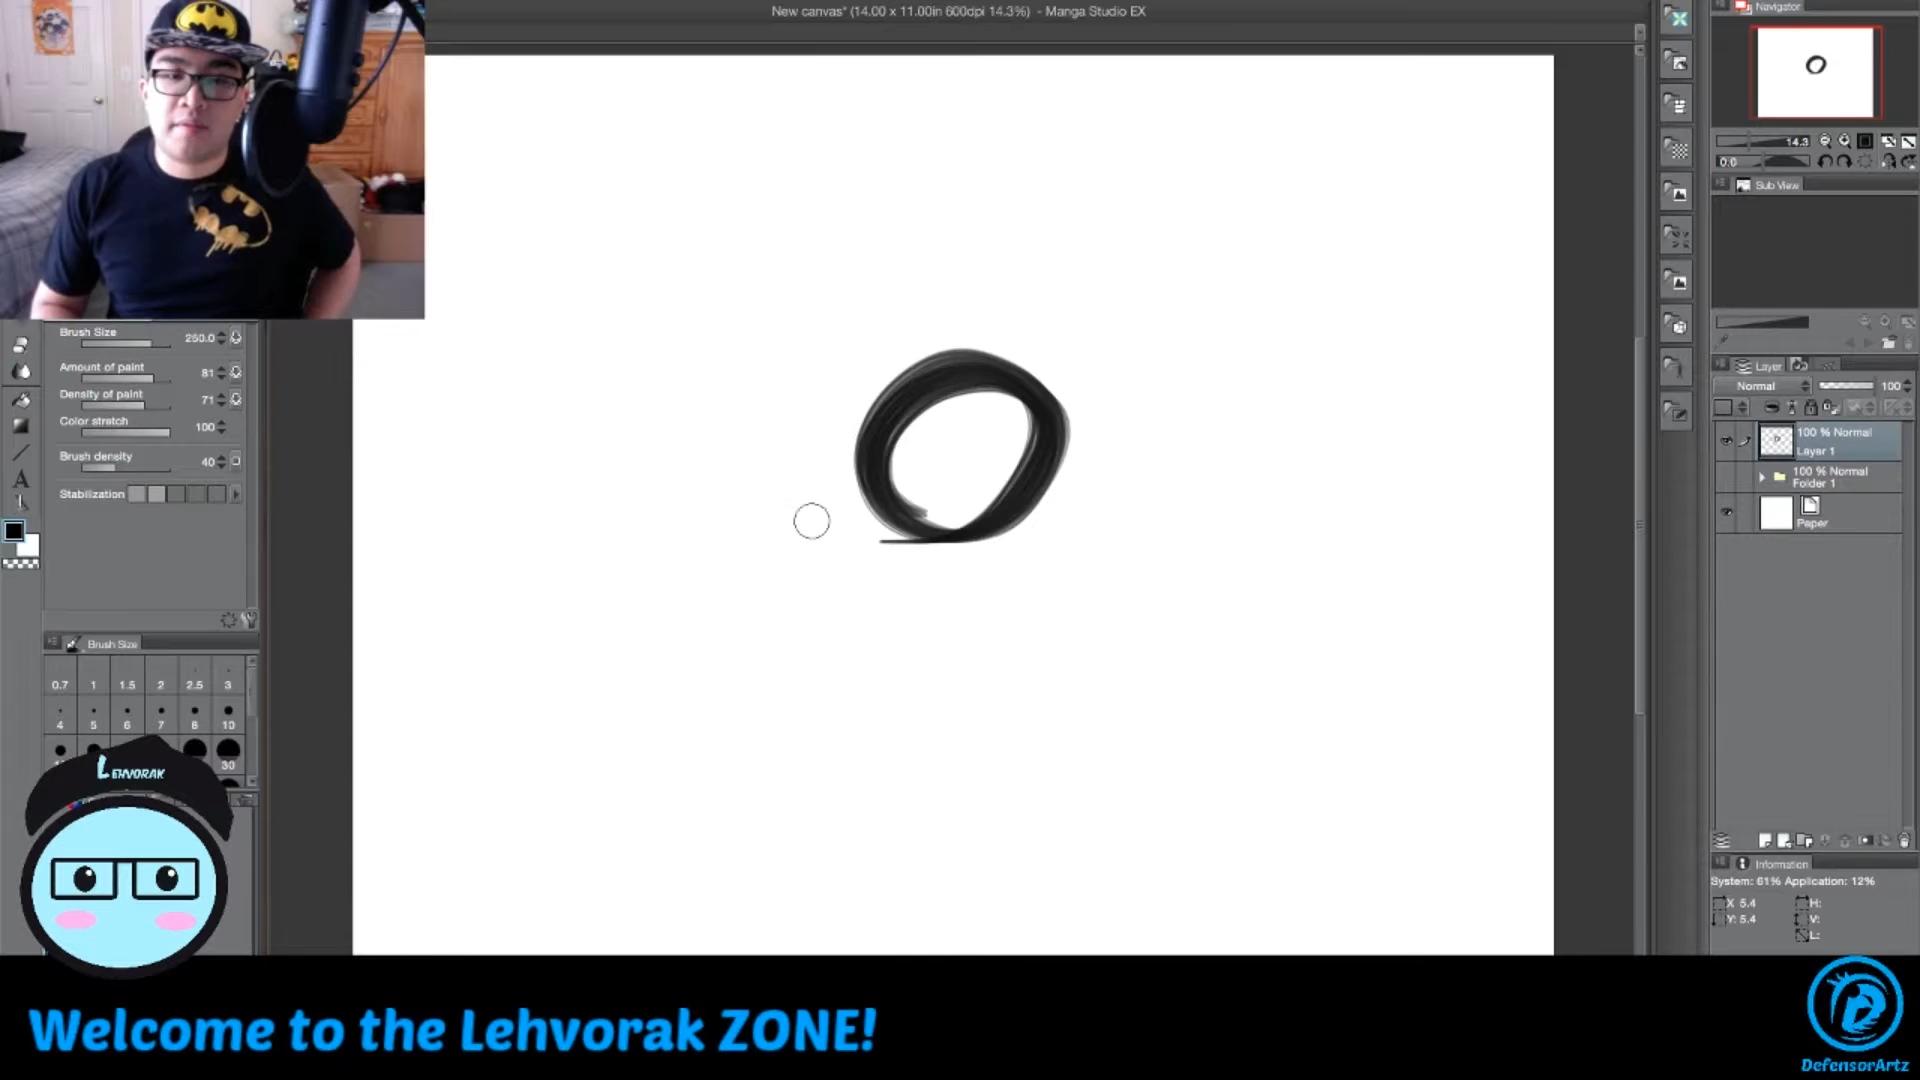 New canvas* (14.00 x 11.00in 600dpi 14.3%) - Manga Studio EX
Navigator
14.3
0.0
Sub View
Brush Size 250.0
Amount of paint 81
Density of paint 71
Color stretch 100
Brush density 40
Stabilization
Layer
Normal 100
100 % Normal
Layer 1
100 % Normal
Folder 1
Paper
Brush Size
0.7 1 1.5 2 2.5 3
4 5 6 7 8 10
30
LEHVORAK
Information
System: 61% Application: 12%
X 5.4 H:
Y: 5.4 V:
L:
Welcome to the Lehvorak ZONE!
DefensorArtz